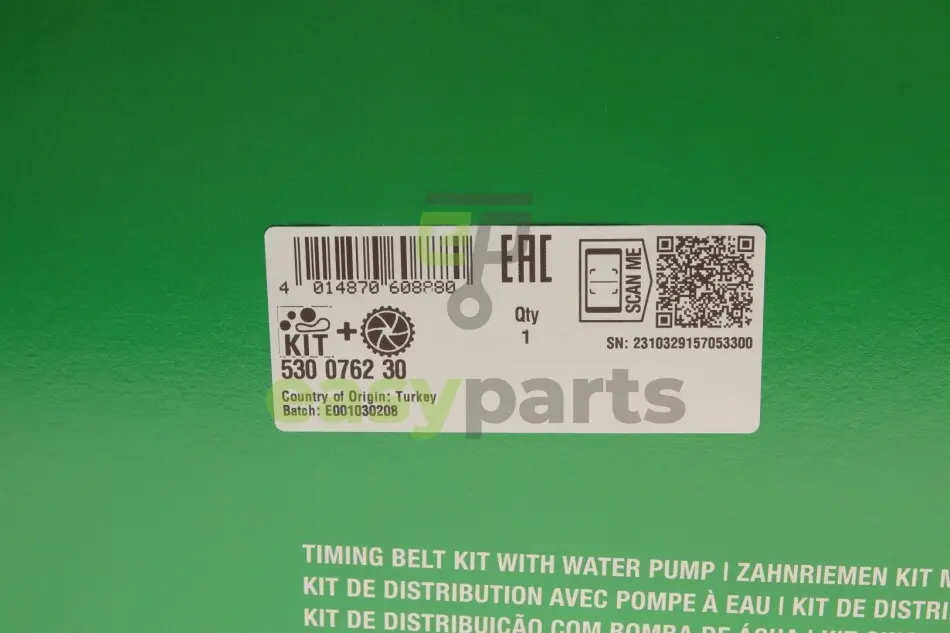 EAC
SCAN ME
4 014870 608880
Qty
1
SN: 2310329157053300
KIT
530 0762 30
Country of Origin: Turkey
Batch: E001030208
easyparts
TIMING BELT KIT WITH WATER PUMP | ZAHNRIEMEN KIT M
KIT DE DISTRIBUTION AVEC POMPE À EAU | KIT DE DISTRI
KIT DE DISTRIBUIÇÃO COM BOMBA DE ÁGUA | KIT